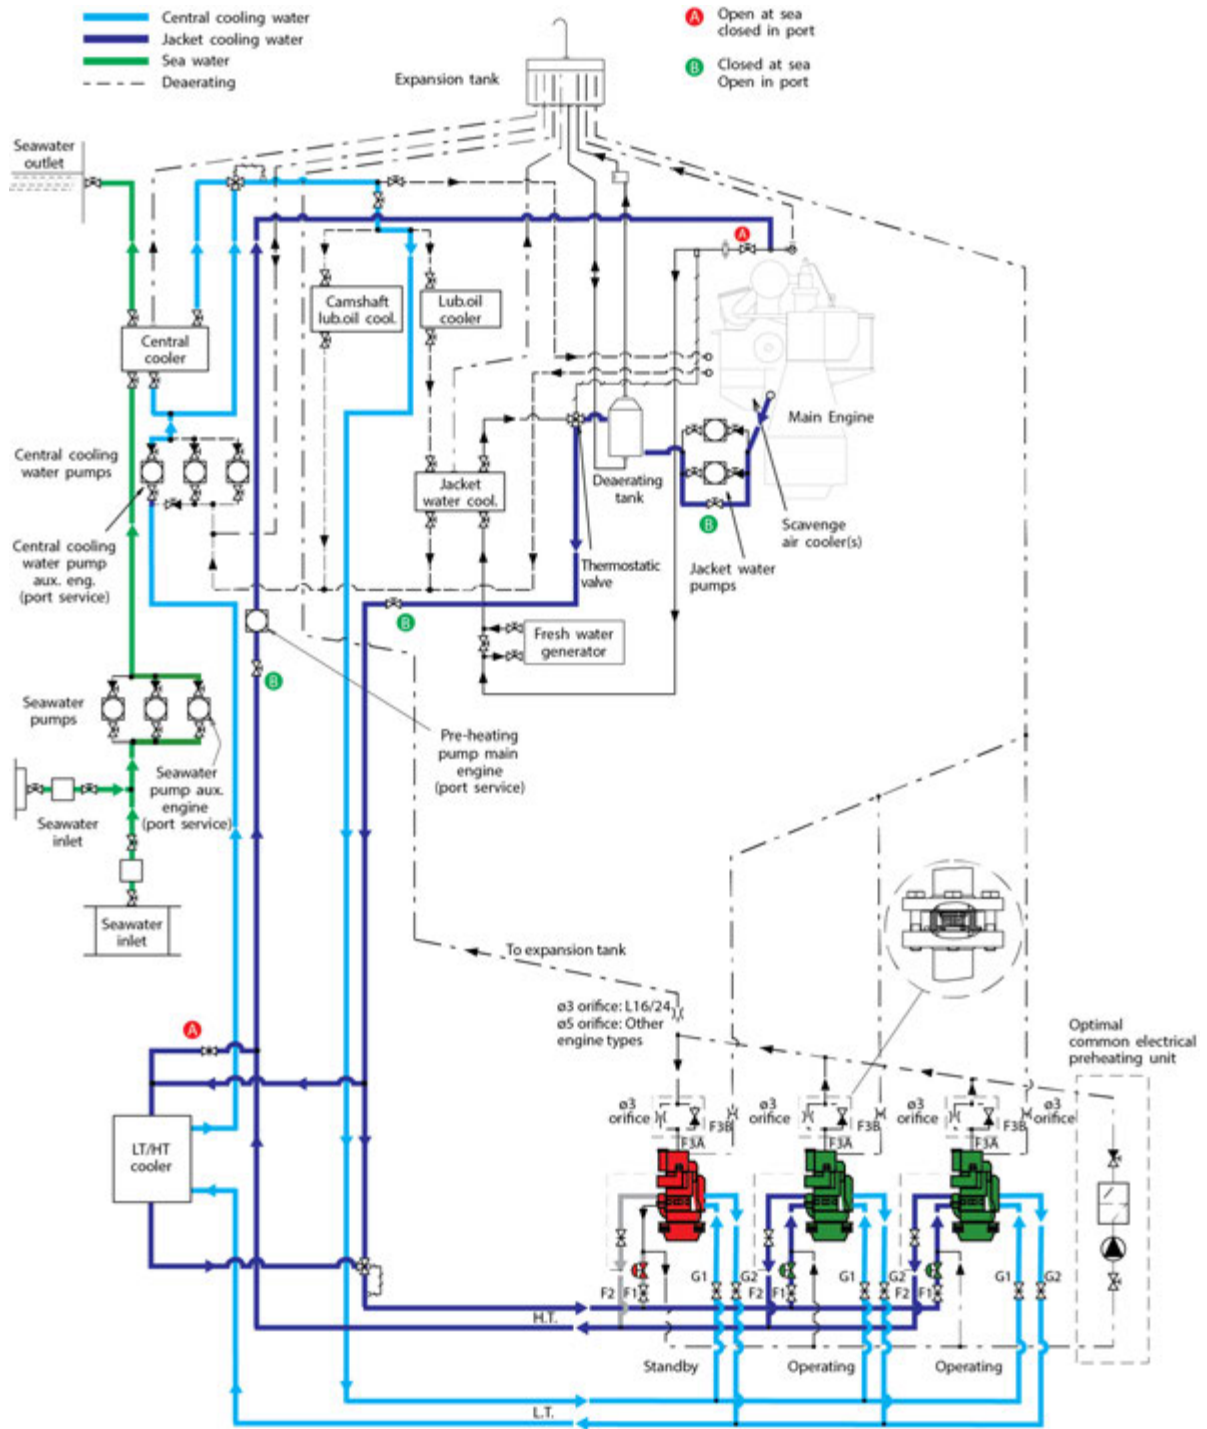 Central cooling water
Jacket cooling water
Sea water
Deaerating
A
Open at sea
closed in port
B
Closed at sea
Open in port
Expansion tank
Seawater
outlet
A
Camshaft
lub.oil cool.
Lub.oil
cooler
Central
cooler
Main Engine
Central cooling
water pumps
Jacket
water cool.
Deaerating
tank
B
Scavenge
air cooler(s)
Central cooling
water pump
aux. eng.
(port service)
Thermostatic
valve
Jacket water
pumps
B
Fresh water
generator
B
Seawater
pumps
Pre-heating
pump main
engine
(port service)
Seawater
pump aux.
engine
(port service)
Seawater
inlet
Seawater
inlet
To expansion tank
ø3 orifice: L16/24
ø5 orifice: Other
engine types
A
Optimal
common electrical
preheating unit
ø3
orifice
F3B
F3A
ø3
orifice
F3B
F3A
ø3
orifice
F3B
F3A
ø3
orifice
LT/HT
cooler
F2
F1
G1
G2
F2
F1
G1
G2
F2
F1
G1
G2
H.T.
Standby
Operating
Operating
L.T.